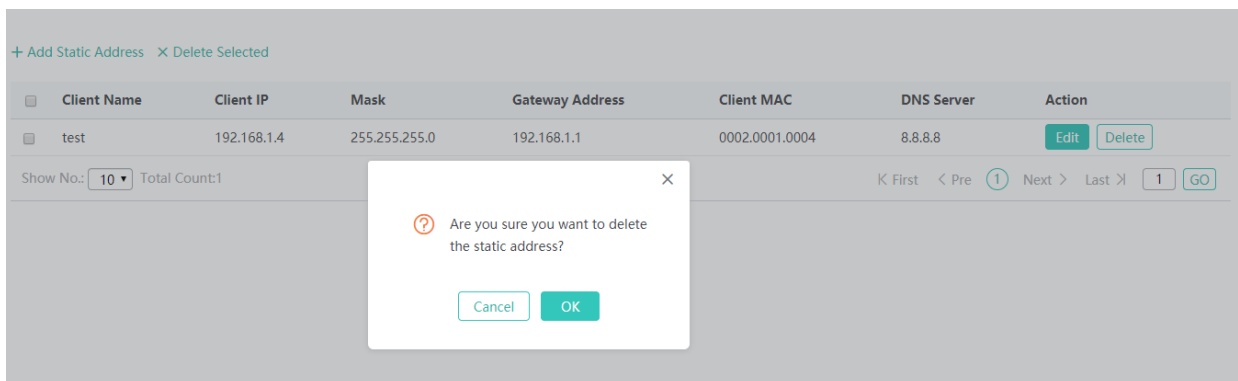 + Add Static Address × Delete Selected
Client Name Client IP Mask Gateway Address Client MAC DNS Server Action
test 192.168.1.4 255.255.255.0 192.168.1.1 0002.0001.0004 8.8.8.8 Edit Delete
Show No.: 10 Total Count:1 First < Pre 1 Next > Last 1 GO
Are you sure you want to delete
the static address?
Cancel OK